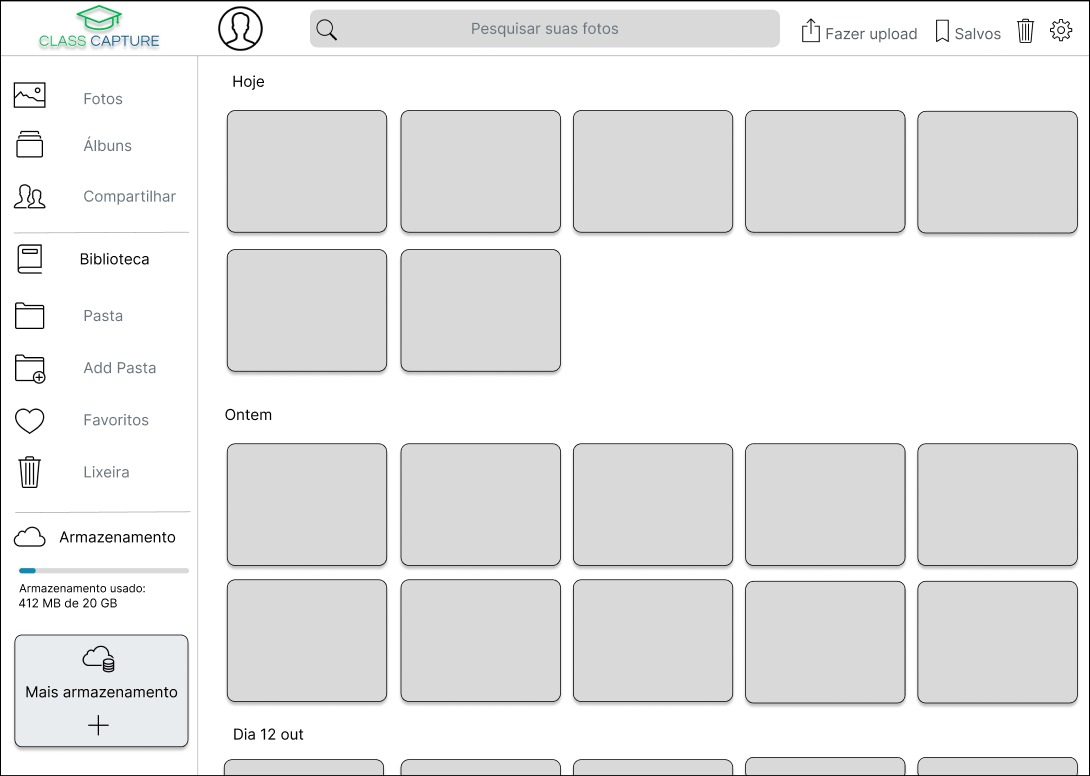 CLASS CAPTURE
Pesquisar suas fotos
Fazer upload
Salvos
Fotos
Álbuns
Compartilhar
Biblioteca
Pasta
Add Pasta
Favoritos
Lixeira
Armazenamento
Armazenamento usado:
412 MB de 20 GB
Mais armazenamento
Hoje
Ontem
Dia 12 out